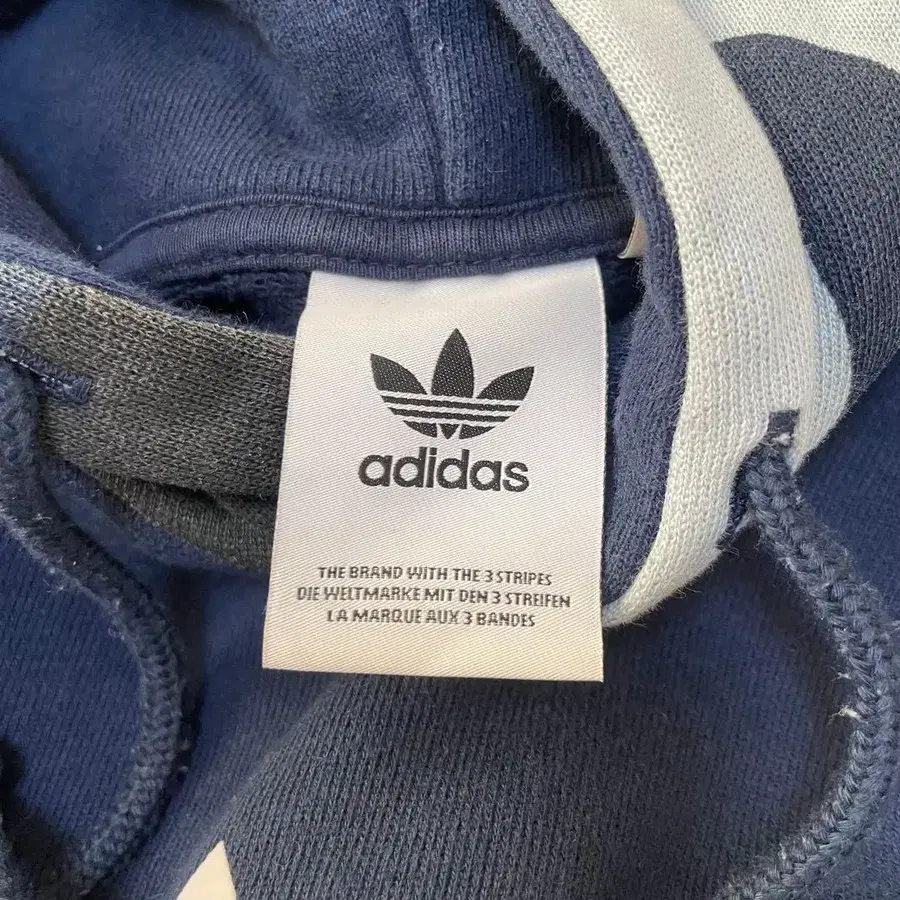 adidas
THE BRAND WITH THE 3 STRIPES
DIE WELTMARKE MIT DEN 3 STREIFEN
LA MARQUE AUX 3 BANDES